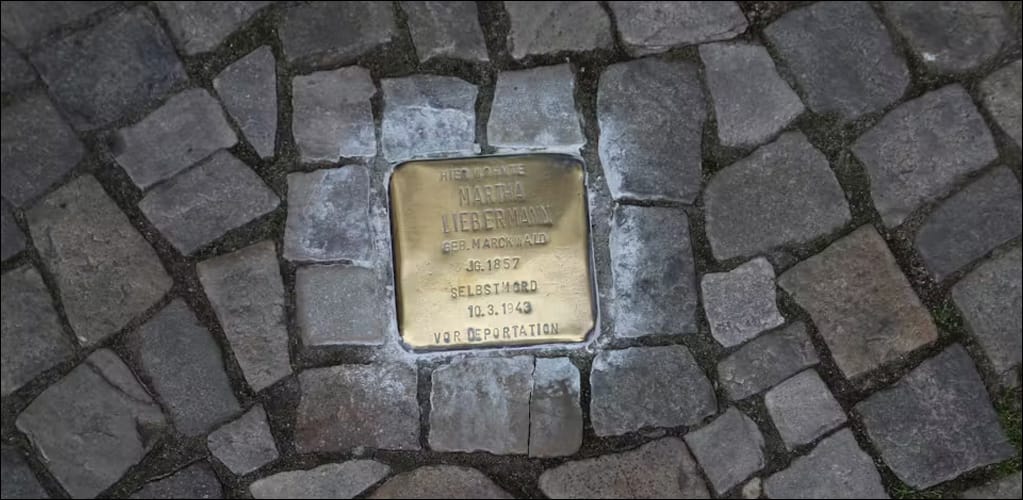 HIER WOHNTE
MARTHA
LIEBERMANN
GEB. MARCKWALD
JG. 1857
SELBSTMORD
10.3.1943
VOR DEPORTATION